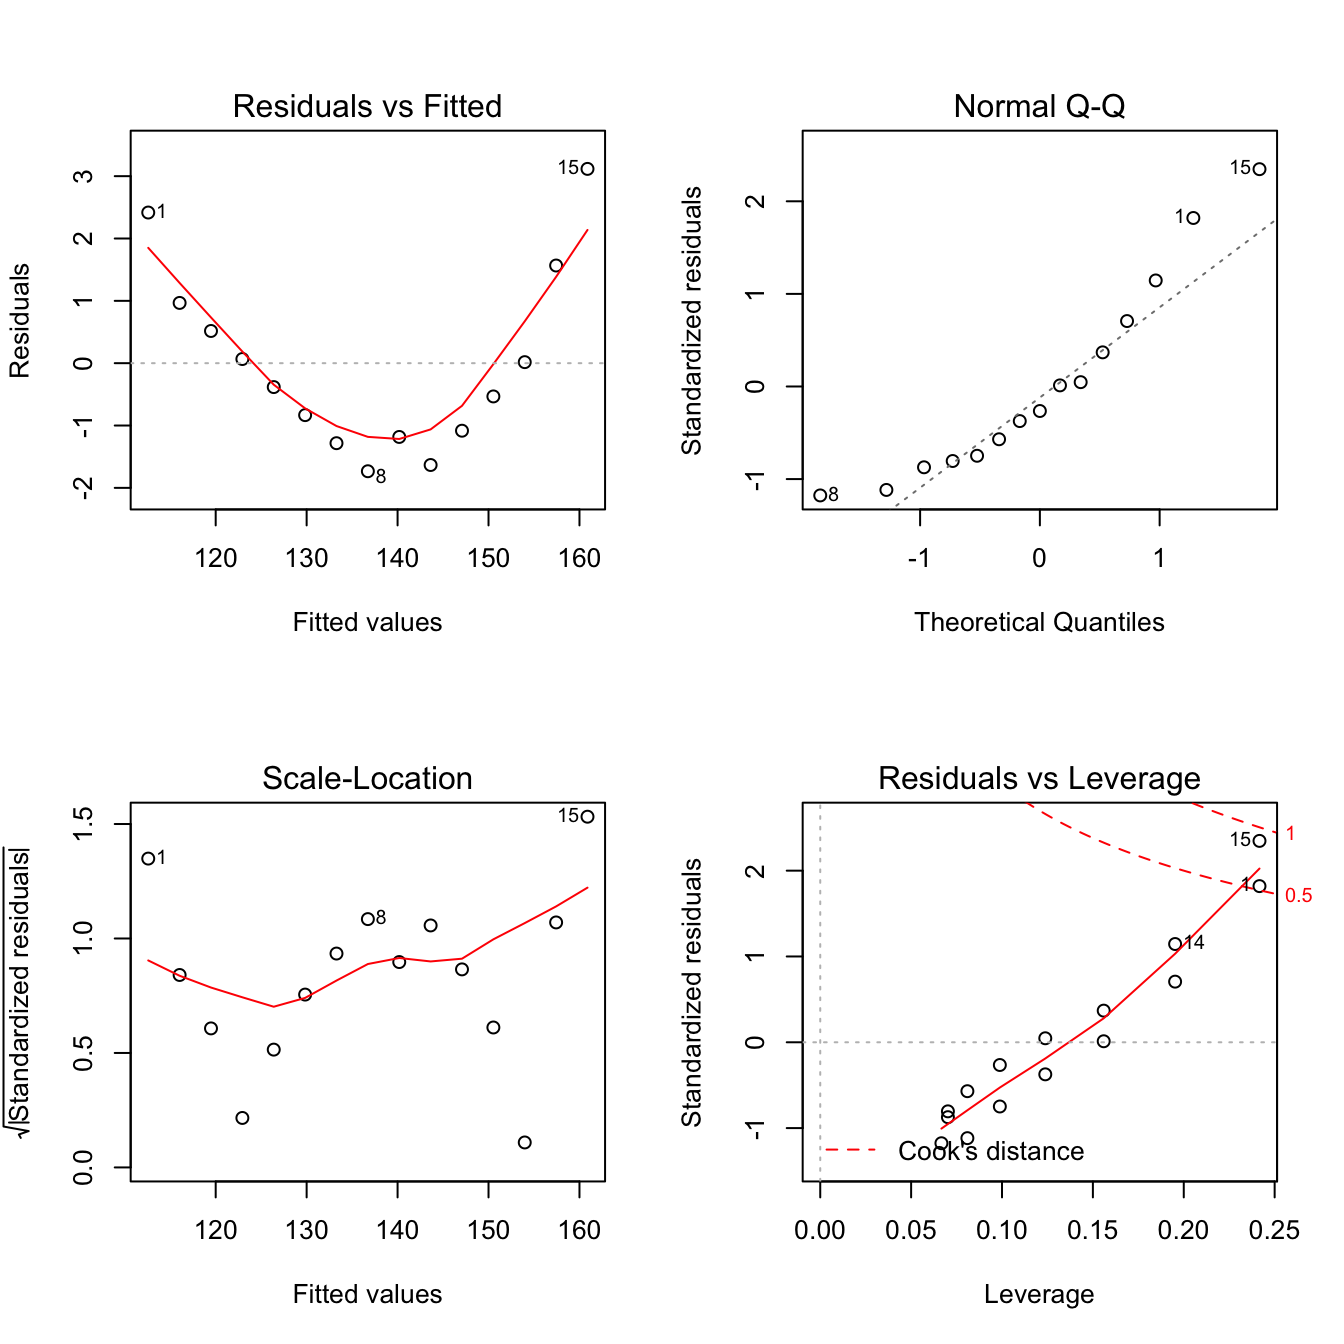 Residuals vs Fitted
Residuals
3
2
1
0
-1
-2
15
1
8
120 130 140 150 160
Fitted values
Normal Q-Q
Standardized residuals
2
1
0
-1
15
1
8
-1 0 1
Theoretical Quantiles
Scale-Location
√|Standardized residuals|
1.5
1.0
0.5
0.0
15
1
8
120 130 140 150 160
Fitted values
Residuals vs Leverage
Standardized residuals
2
1
0
-1
1
0.5
15
1
14
Cook's distance
0.00 0.05 0.10 0.15 0.20 0.25
Leverage